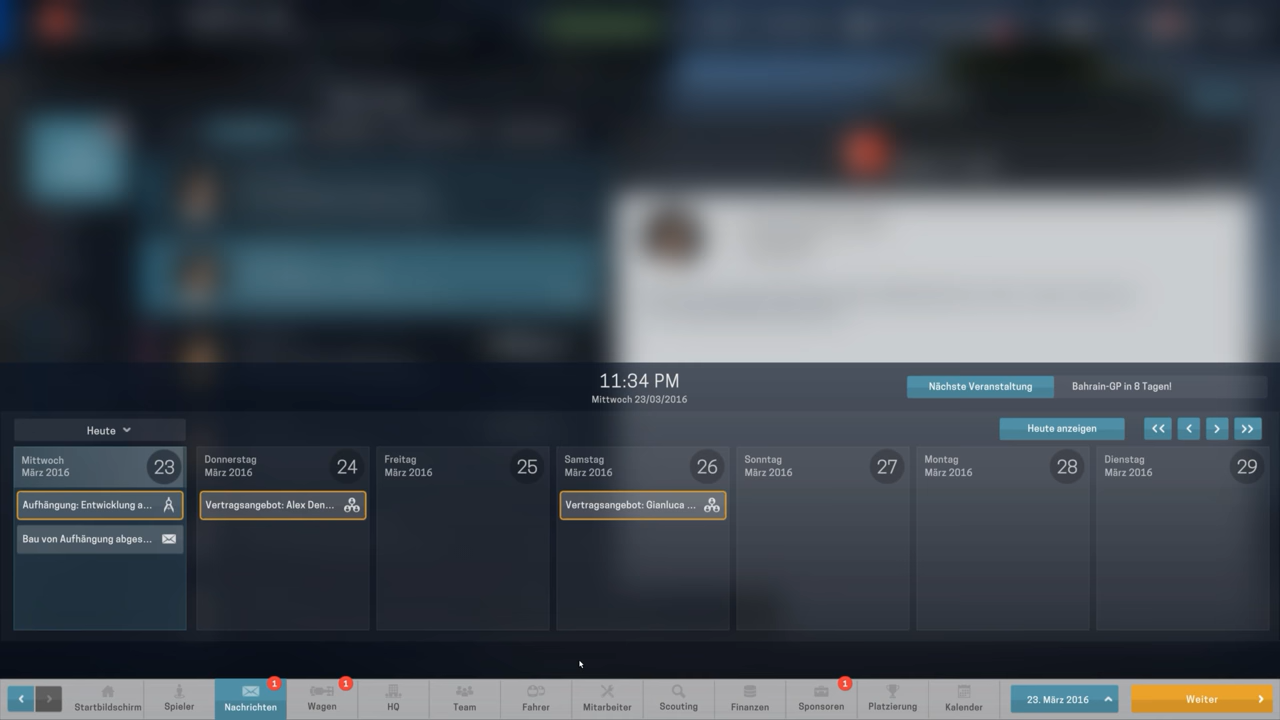 11:34 PM
Mittwoch 23/03/2016
Nächste Veranstaltung
Bahrain-GP in 8 Tagen!
Heute
Heute anzeigen
Mittwoch
März 2016
23
Donnerstag
März 2016
24
Freitag
März 2016
25
Samstag
März 2016
26
Sonntag
März 2016
27
Montag
März 2016
28
Dienstag
März 2016
29
Aufhängung: Entwicklung a...
Vertragsangebot: Alex Den...
Vertragsangebot: Gianluca ...
Bau von Aufhängung abges...
1
1
1
Startbildschirm
Spieler
Nachrichten
Wagen
HQ
Team
Fahrer
Mitarbeiter
Scouting
Finanzen
Sponsoren
Platzierung
Kalender
23. März 2016
Weiter